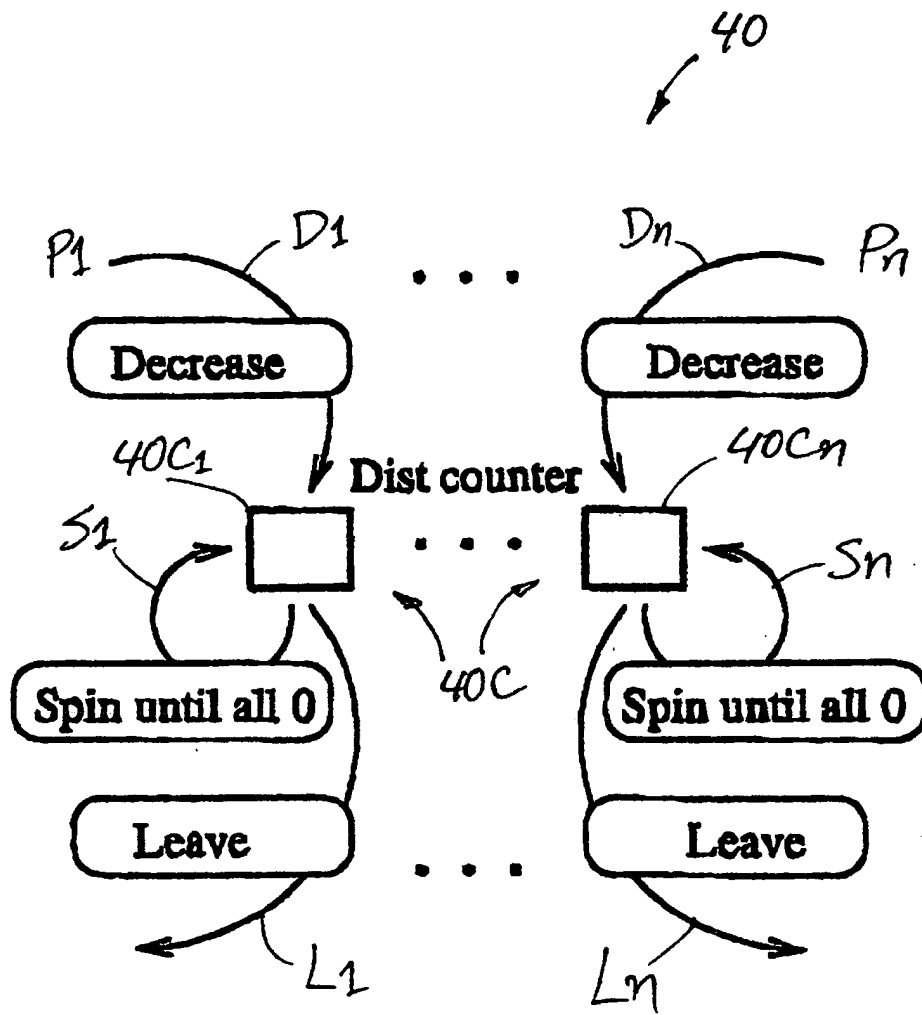 40
P1 D1 Dn Pn
Decrease Decrease
40C1 Dist counter 40Cn
S1 Sn
40C
Spin until all 0 Spin until all 0
Leave Leave
L1 Ln